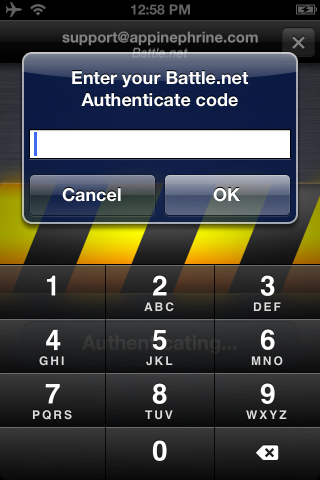 12:58 PM
support@appinephrine.com
Battle.net
Enter your Battle.net
Authenticate code
Cancel OK
1 2 3
ABC DEF
Authenticating...
4 5 6
GHI JKL MNO
7 8 9
PQRS TUV WXYZ
0